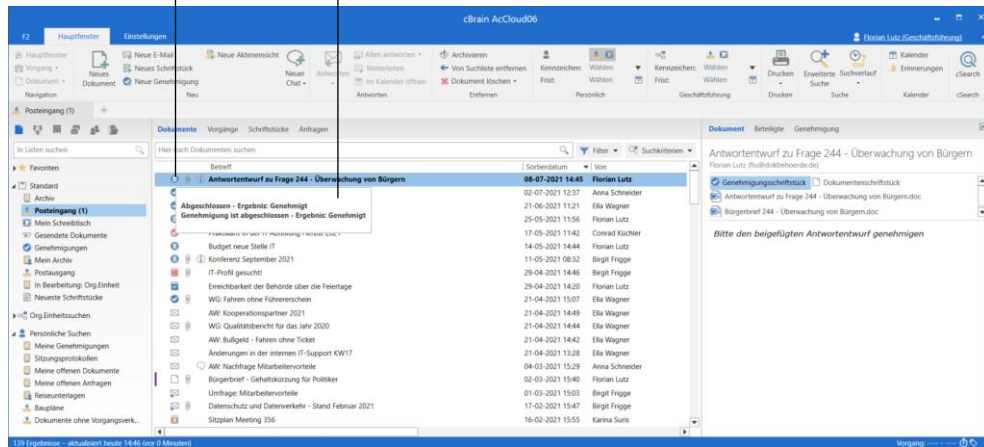 cBrain AcCloud06
F2 Hauptfenster Einstellungen
Florian Lutz (Geschäftsführung)
Hauptfenster
Vorgang
Dokument
Navigation
Neues Dokument
Neue E-Mail
Neues Schriftstück
Neue Genehmigung
Neue Akteneinsicht
Neuer Chat
Neu
Antworten
Allen antworten
Weiterleiten
Im Kalender öffnen
Antworten
Archivieren
Von Suchliste entfernen
Dokument löschen
Entfernen
Kennzeichen: Wählen
Frist: Wählen
Persönlich
Kennzeichen: Wählen
Frist: Wählen
Geschäftsführung
Drucken
Drucken
Erweiterte Suche
Suchverlauf
Suche
Kalender
Erinnerungen
Kalender
cSearch
cSearch
Posteingang (1)
In Listen suchen
Favoriten
Standard
Archiv
Posteingang (1)
Mein Schreibtisch
Gesendete Dokumente
Genehmigungen
Mein Archiv
Postausgang
In Bearbeitung: Org.Einheit
Neueste Schriftstücke
Org.Einheitssuchen
Persönliche Suchen
Meine Genehmigungen
Sitzungsprotokollen
Meine offenen Dokumente
Meine offenen Anfragen
Reiseunterlagen
Baupläne
Dokumente ohne Vorgangsverk...
Dokumente Vorgänge Schriftstücke Anfragen
Hier nach Dokumenten suchen
Filter Suchkriterien
Betreff Sortierdatum Von
Antwortentwurf zu Frage 244 - Überwachung von Bürgern 08-07-2021 14:45 Florian Lutz
02-07-2021 12:37 Anna Schneider
Abgeschlossen - Ergebnis: Genehmigt
21-06-2021 11:21 Ella Wagner
Genehmigung ist abgeschlossen - Ergebnis: Genehmigt
25-05-2021 11:56 Florian Lutz
Praktikant in der IT Abteilung Herbst 2021 17-05-2021 11:42 Conrad Küchler
Budget neue Stelle IT 14-05-2021 14:44 Florian Lutz
Konferenz September 2021 11-05-2021 08:32 Birgit Frigge
IT-Profil gesucht! 29-04-2021 14:46 Birgit Frigge
Erreichbarkeit der Behörde über die Feiertage 29-04-2021 14:20 Florian Lutz
WG: Fahren ohne Führererschein 21-04-2021 15:07 Ella Wagner
AW: Kooperationspartner 2021 21-04-2021 14:49 Ella Wagner
WG: Qualitätsbericht für das Jahr 2020 21-04-2021 14:44 Ella Wagner
AW: Bußgeld - Fahren ohne Ticket 21-04-2021 14:42 Ella Wagner
Änderungen in der internen IT-Support KW17 21-04-2021 13:28 Ella Wagner
AW: Nachfrage Mitarbeitervorteile 04-03-2021 15:29 Anna Schneider
Bürgerbrief - Gehaltskürzung für Politiker 02-03-2021 15:40 Florian Lutz
Umfrage: Mitarbeitervorteile 01-03-2021 15:03 Birgit Frigge
Datenschutz und Datenverkehr - Stand Februar 2021 17-02-2021 15:47 Birgit Frigge
Sitzplan Meeting 356 16-02-2021 15:55 Karina Suris
Dokument Beteiligte Genehmigung
Antwortentwurf zu Frage 244 - Überwachung von Bürgern
Florian Lutz (flu@dokbehoerde.de)
Genehmigungsschriftstück Dokumentenschriftstück
Antwortentwurf zu Frage 244 - Überwachung von Bürgern.doc
Bürgerbrief 244 - Überwachung von Bürgern.doc
Bitte den beigefügten Antwortentwurf genehmigen
139 Ergebnisse – aktualisiert heute 14:46 (vor 0 Minuten)
Vorgang: ---- - ----